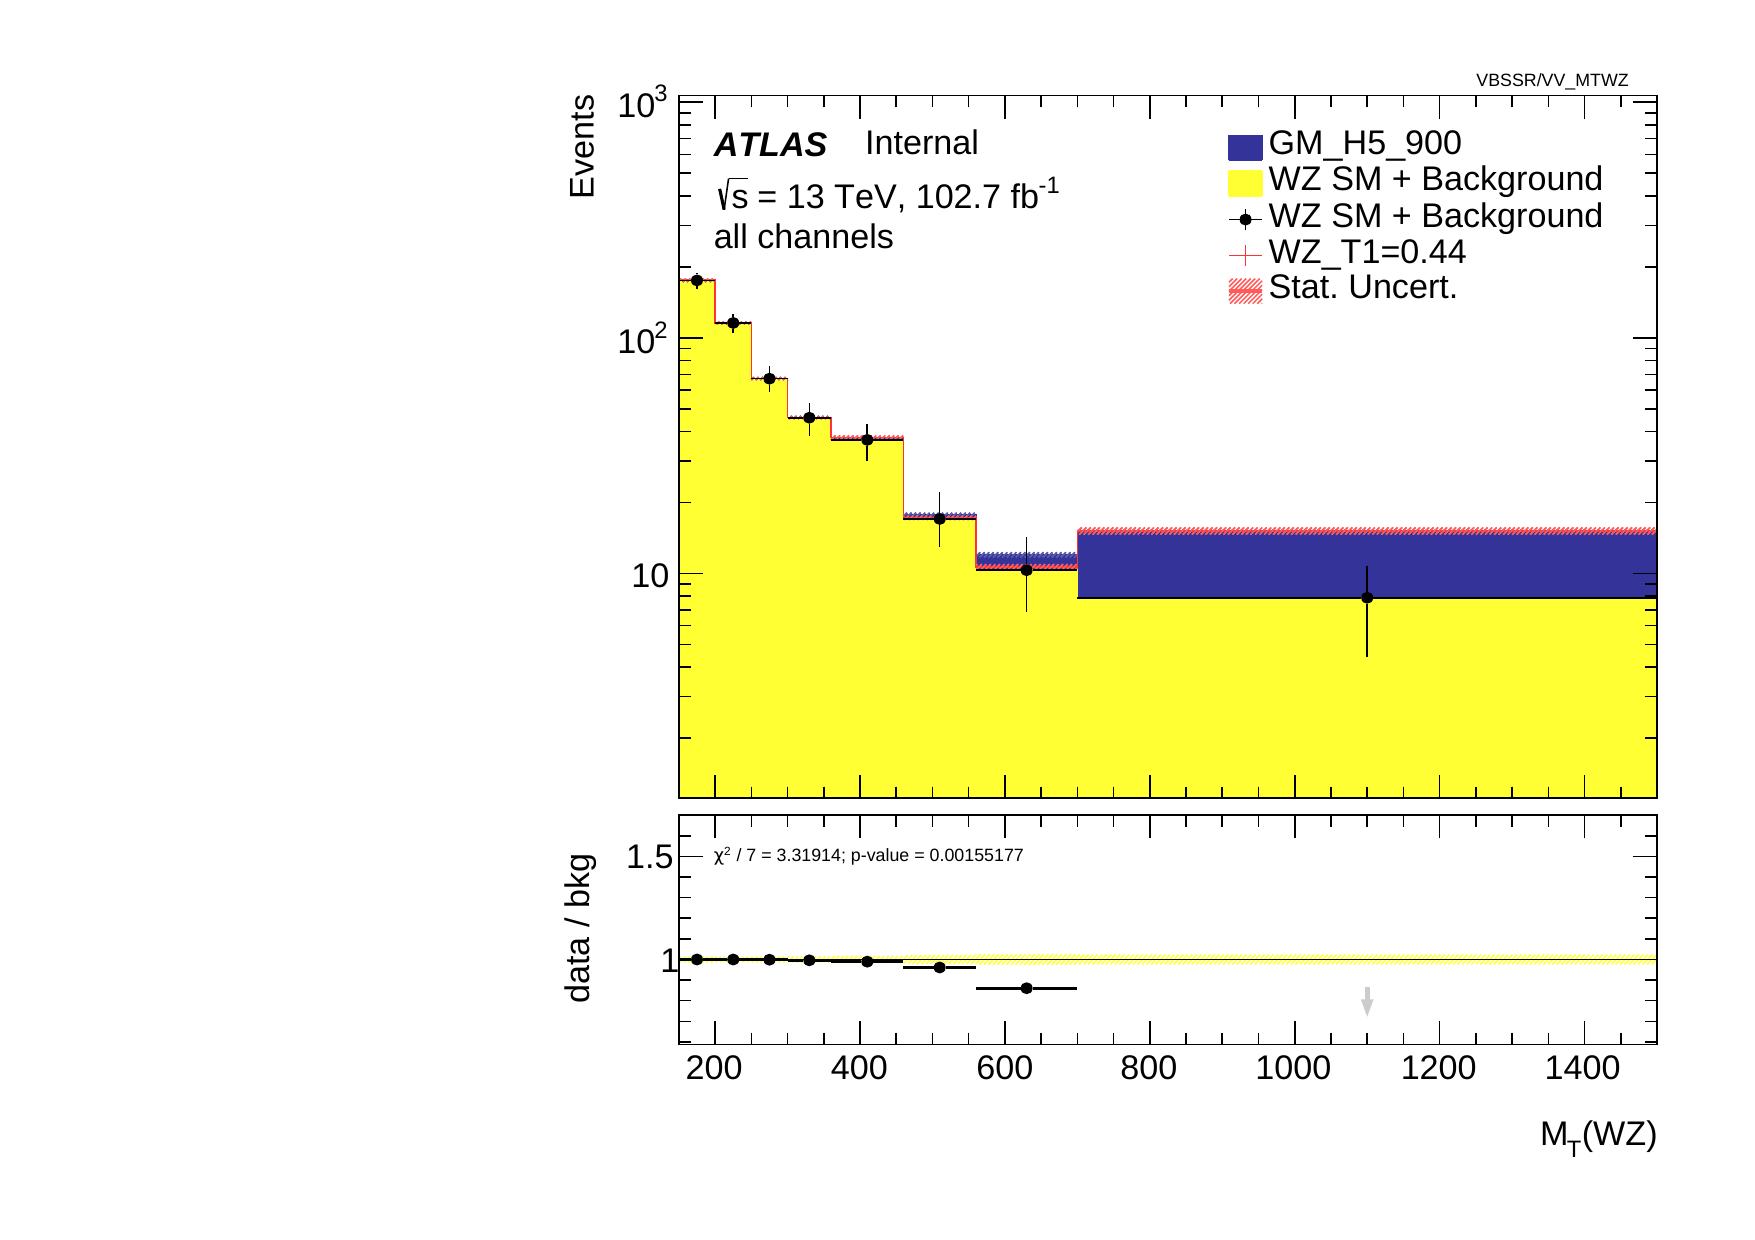 VBSSR/VV_MTWZ
Events
10³
10²
10
ATLAS Internal
√s = 13 TeV, 102.7 fb⁻¹
all channels
GM_H5_900
WZ SM + Background
WZ SM + Background
WZ_T1=0.44
Stat. Uncert.
data / bkg
1.5
1
χ² / 7 = 3.31914; p-value = 0.00155177
200 400 600 800 1000 1200 1400
M_T(WZ)